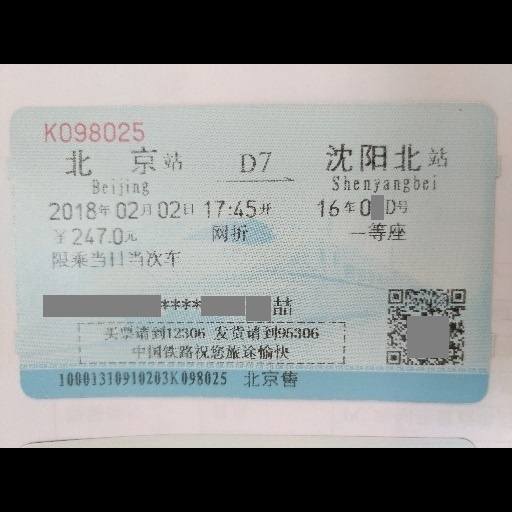 K098025
北京站 D7 沈阳北站
Beijing Shenyangbei
2018年02月02日17:45开 16车0 D号
￥247.0元 网折 一等座
限乘当日当次车
**** 喆
买票请到12306 发货请到95306
中国铁路祝您旅途愉快
10001310910203K098025 北京售